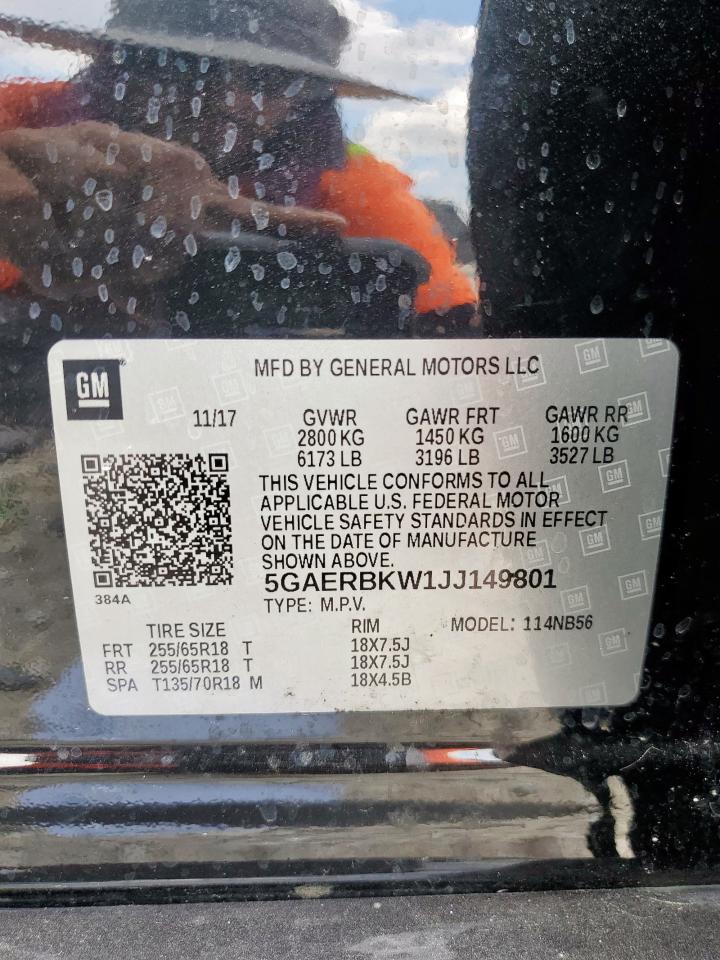 GM
MFD BY GENERAL MOTORS LLC
11/17 GVWR GAWR FRT GAWR RR
2800 KG 1450 KG 1600 KG
6173 LB 3196 LB 3527 LB
THIS VEHICLE CONFORMS TO ALL
APPLICABLE U.S. FEDERAL MOTOR
VEHICLE SAFETY STANDARDS IN EFFECT
ON THE DATE OF MANUFACTURE
SHOWN ABOVE.
5GAERBKW1JJ149801
384A
TYPE: M.P.V.
TIRE SIZE RIM MODEL: 114NB56
FRT 255/65R18 T 18X7.5J
RR 255/65R18 T 18X7.5J
SPA T135/70R18 M 18X4.5B